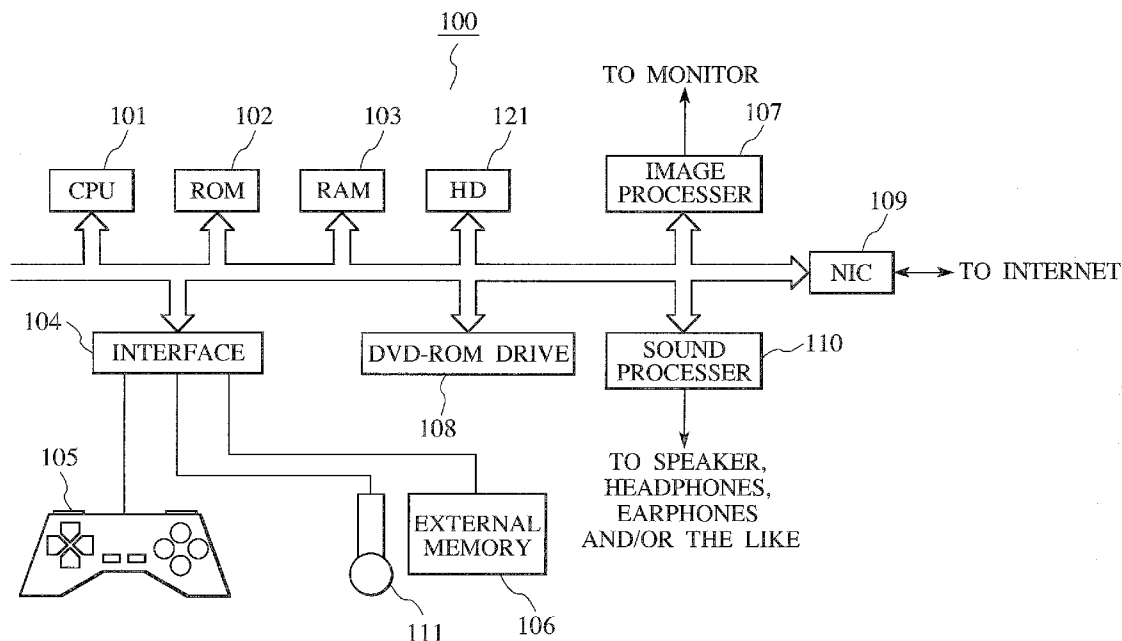 100
TO MONITOR
101
102
103
121
107
CPU
ROM
RAM
HD
IMAGE
PROCESSER
109
NIC
TO INTERNET
104
INTERFACE
DVD-ROM DRIVE
SOUND
PROCESSER
110
108
105
TO SPEAKER,
HEADPHONES,
EARPHONES
AND/OR THE LIKE
EXTERNAL
MEMORY
111
106